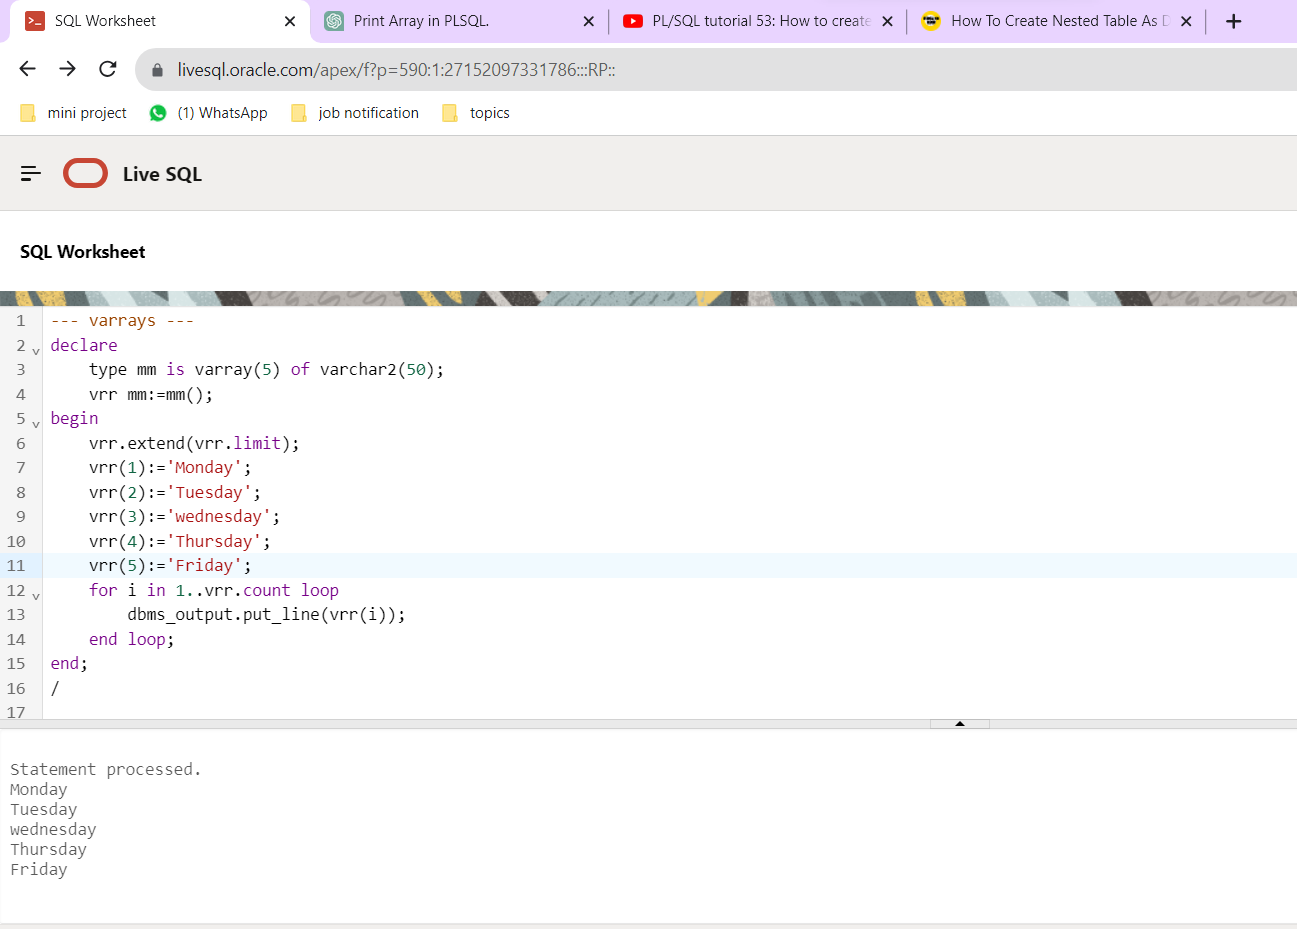 SQL Worksheet
Print Array in PLSQL.
PL/SQL tutorial 53: How to create
How To Create Nested Table As D
livesql.oracle.com/apex/f?p=590:1:27152097331786:::RP::
mini project
(1) WhatsApp
job notification
topics
Live SQL
SQL Worksheet
1 --- varrays ---
2 declare
3 type mm is varray(5) of varchar2(50);
4 vrr mm:=mm();
5 begin
6 vrr.extend(vrr.limit);
7 vrr(1):='Monday';
8 vrr(2):='Tuesday';
9 vrr(3):='wednesday';
10 vrr(4):='Thursday';
11 vrr(5):='Friday';
12 for i in 1..vrr.count loop
13 dbms_output.put_line(vrr(i));
14 end loop;
15 end;
16 /
17
Statement processed.
Monday
Tuesday
wednesday
Thursday
Friday